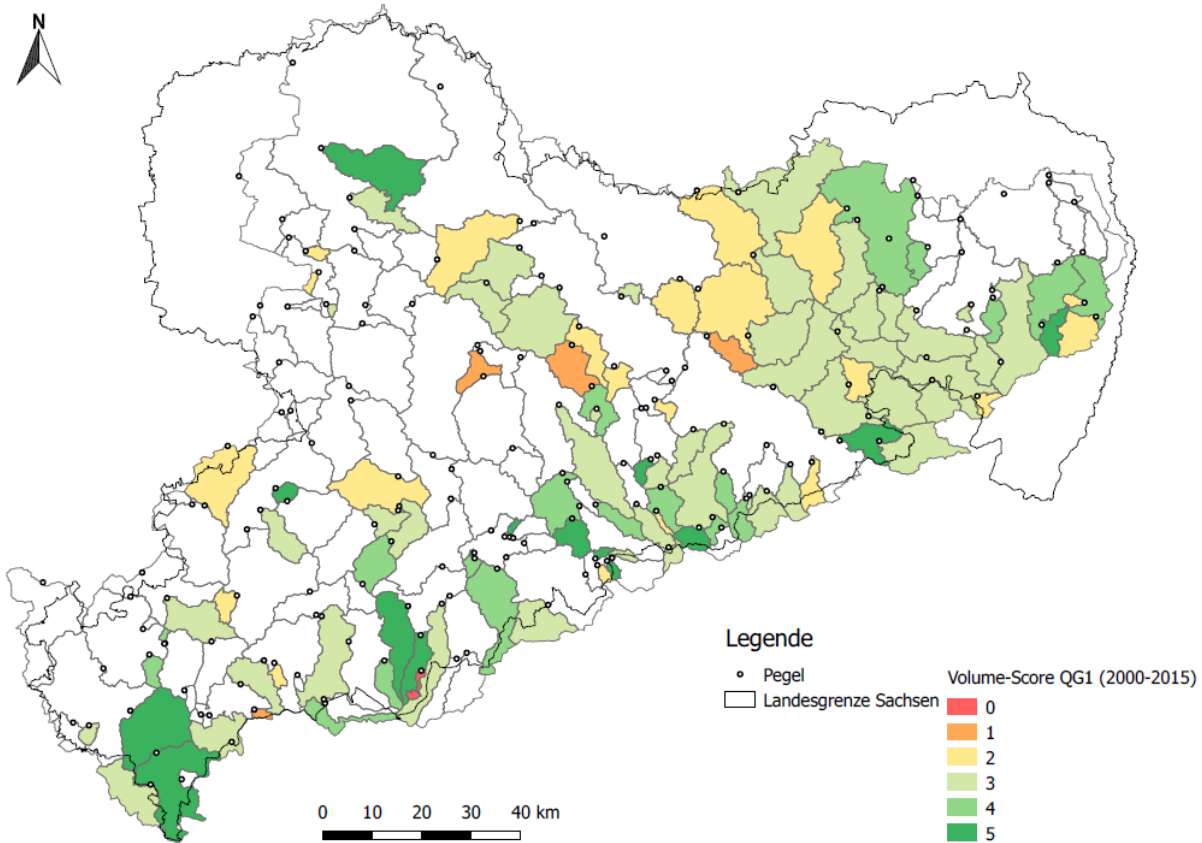 N
Legende
Pegel
Landesgrenze Sachsen
Volume-Score QG1 (2000-2015)
0
1
2
3
4
5
0 10 20 30 40 km